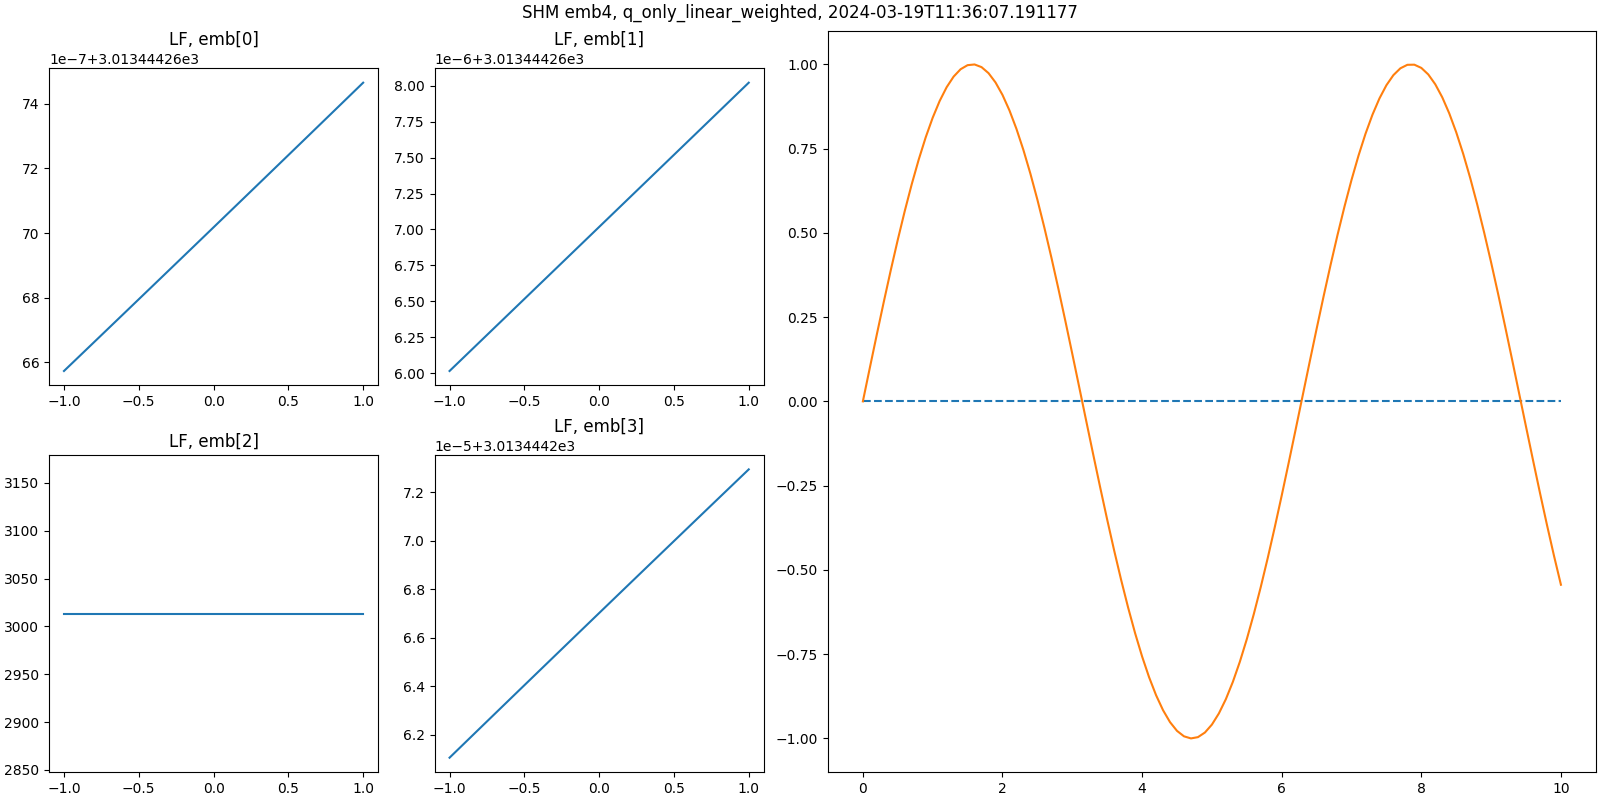 SHM emb4, q_only_linear_weighted, 2024-03-19T11:36:07.191177
LF, emb[0]
1e−7+3.01344426e3
74
72
70
68
66
−1.0 −0.5 0.0 0.5 1.0
LF, emb[1]
1e−6+3.01344426e3
8.00
7.75
7.50
7.25
7.00
6.75
6.50
6.25
6.00
−1.0 −0.5 0.0 0.5 1.0
LF, emb[2]
3150
3100
3050
3000
2950
2900
2850
−1.0 −0.5 0.0 0.5 1.0
LF, emb[3]
1e−5+3.0134442e3
7.2
7.0
6.8
6.6
6.4
6.2
−1.0 −0.5 0.0 0.5 1.0
1.00
0.75
0.50
0.25
0.00
−0.25
−0.50
−0.75
−1.00
0 2 4 6 8 10